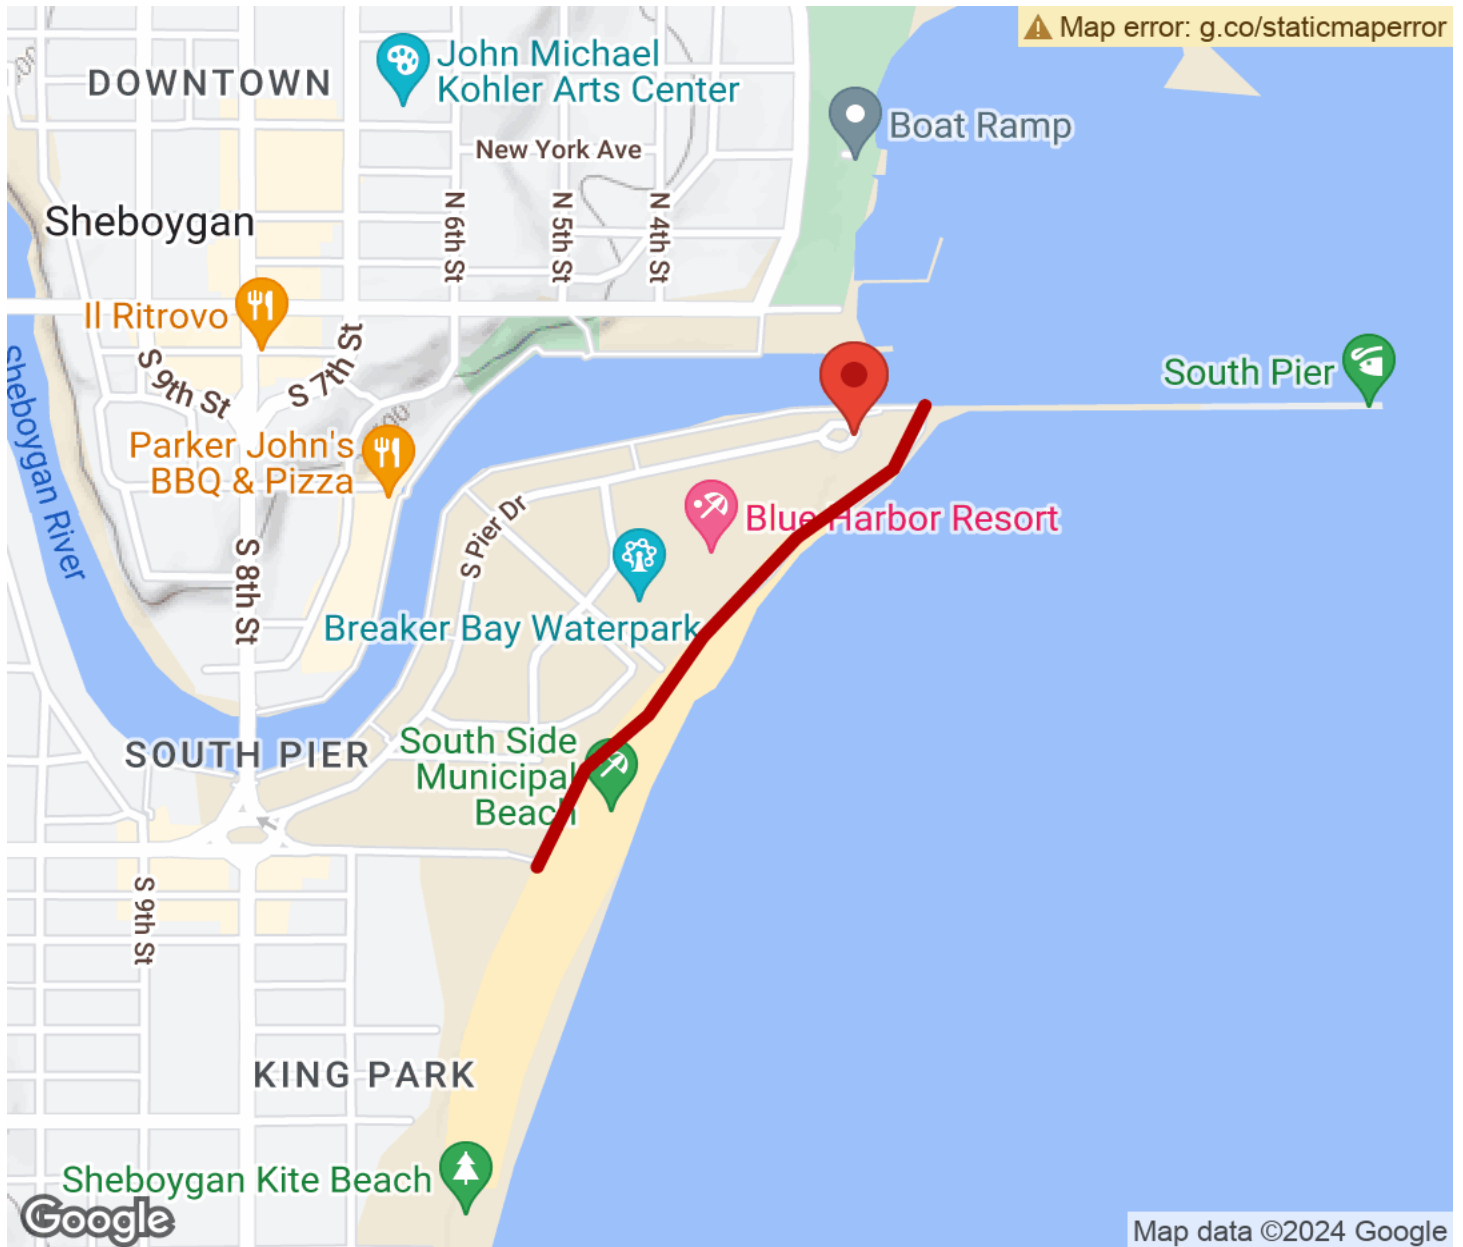 Map error: g.co/staticmaperror
John Michael
Kohler Arts Center
DOWNTOWN
Boat Ramp
New York Ave
Sheboygan
N 6th St
N 5th St
N 4th St
Il Ritrovo
S 9th St
S 7th St
South Pier
Sheboygan River
Parker John's
BBQ & Pizza
S Pier Dr
Blue Harbor Resort
S 8th St
Breaker Bay Waterpark
SOUTH PIER
South Side
Municipal
Beach
S 9th St
KING PARK
Sheboygan Kite Beach
Google
Map data ©2024 Google